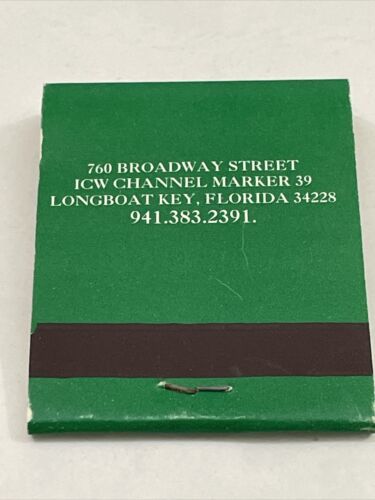 760 BROADWAY STREET
ICW CHANNEL MARKER 39
LONGBOAT KEY, FLORIDA 34228
941.383.2391.